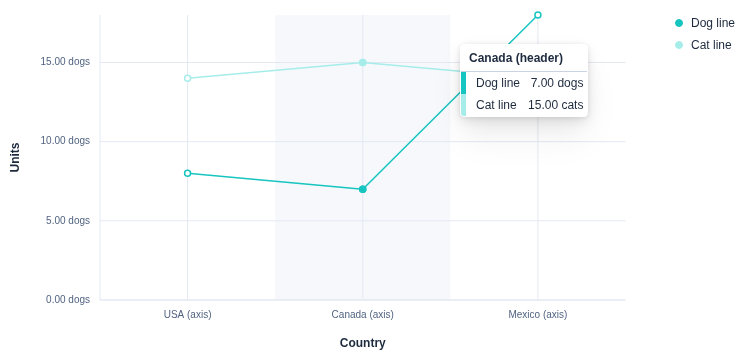 Dog line
Cat line
Units
15.00 dogs
10.00 dogs
5.00 dogs
0.00 dogs
Canada (header)
Dog line 7.00 dogs
Cat line 15.00 cats
USA (axis) Canada (axis) Mexico (axis)
Country